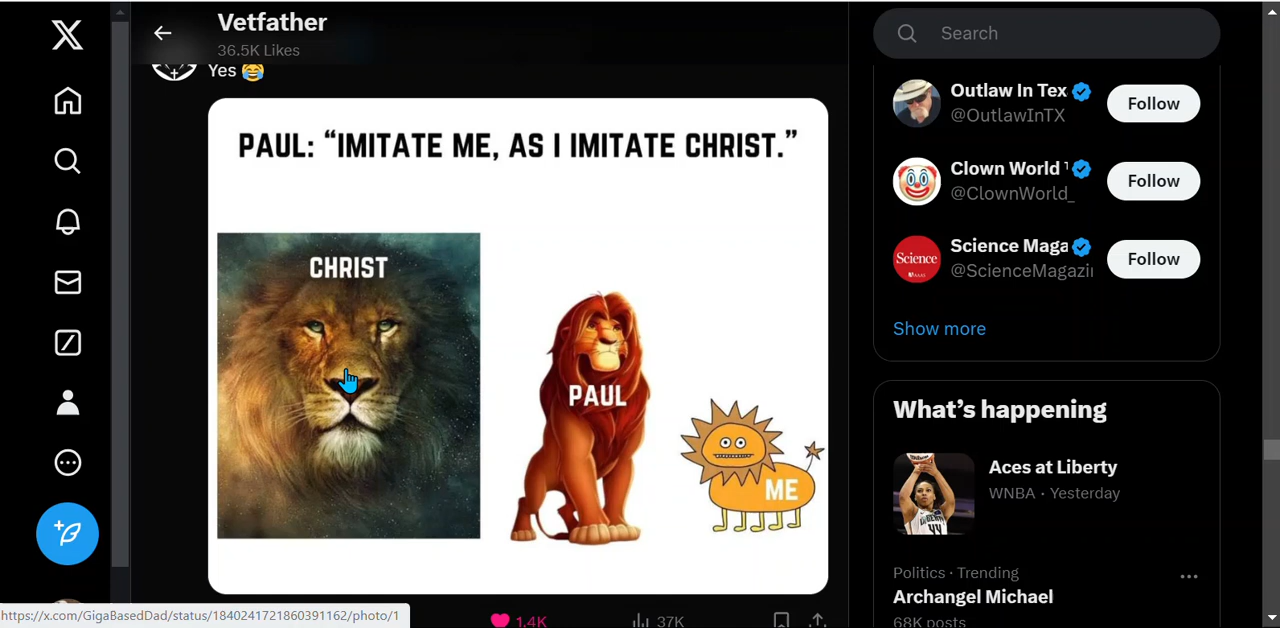 Vetfather
36.5K Likes
Yes 😂
PAUL: “IMITATE ME, AS I IMITATE CHRIST.”
CHRIST
PAUL
ME
1.4K
37K
https://x.com/GigaBasedDad/status/1840241721860391162/photo/1
Search
Outlaw In Tex
@OutlawInTX
Follow
Clown World
@ClownWorld_
Follow
Science
Science Maga
@ScienceMagazi
Follow
Show more
What’s happening
Aces at Liberty
WNBA · Yesterday
44
Politics · Trending
Archangel Michael
68K posts